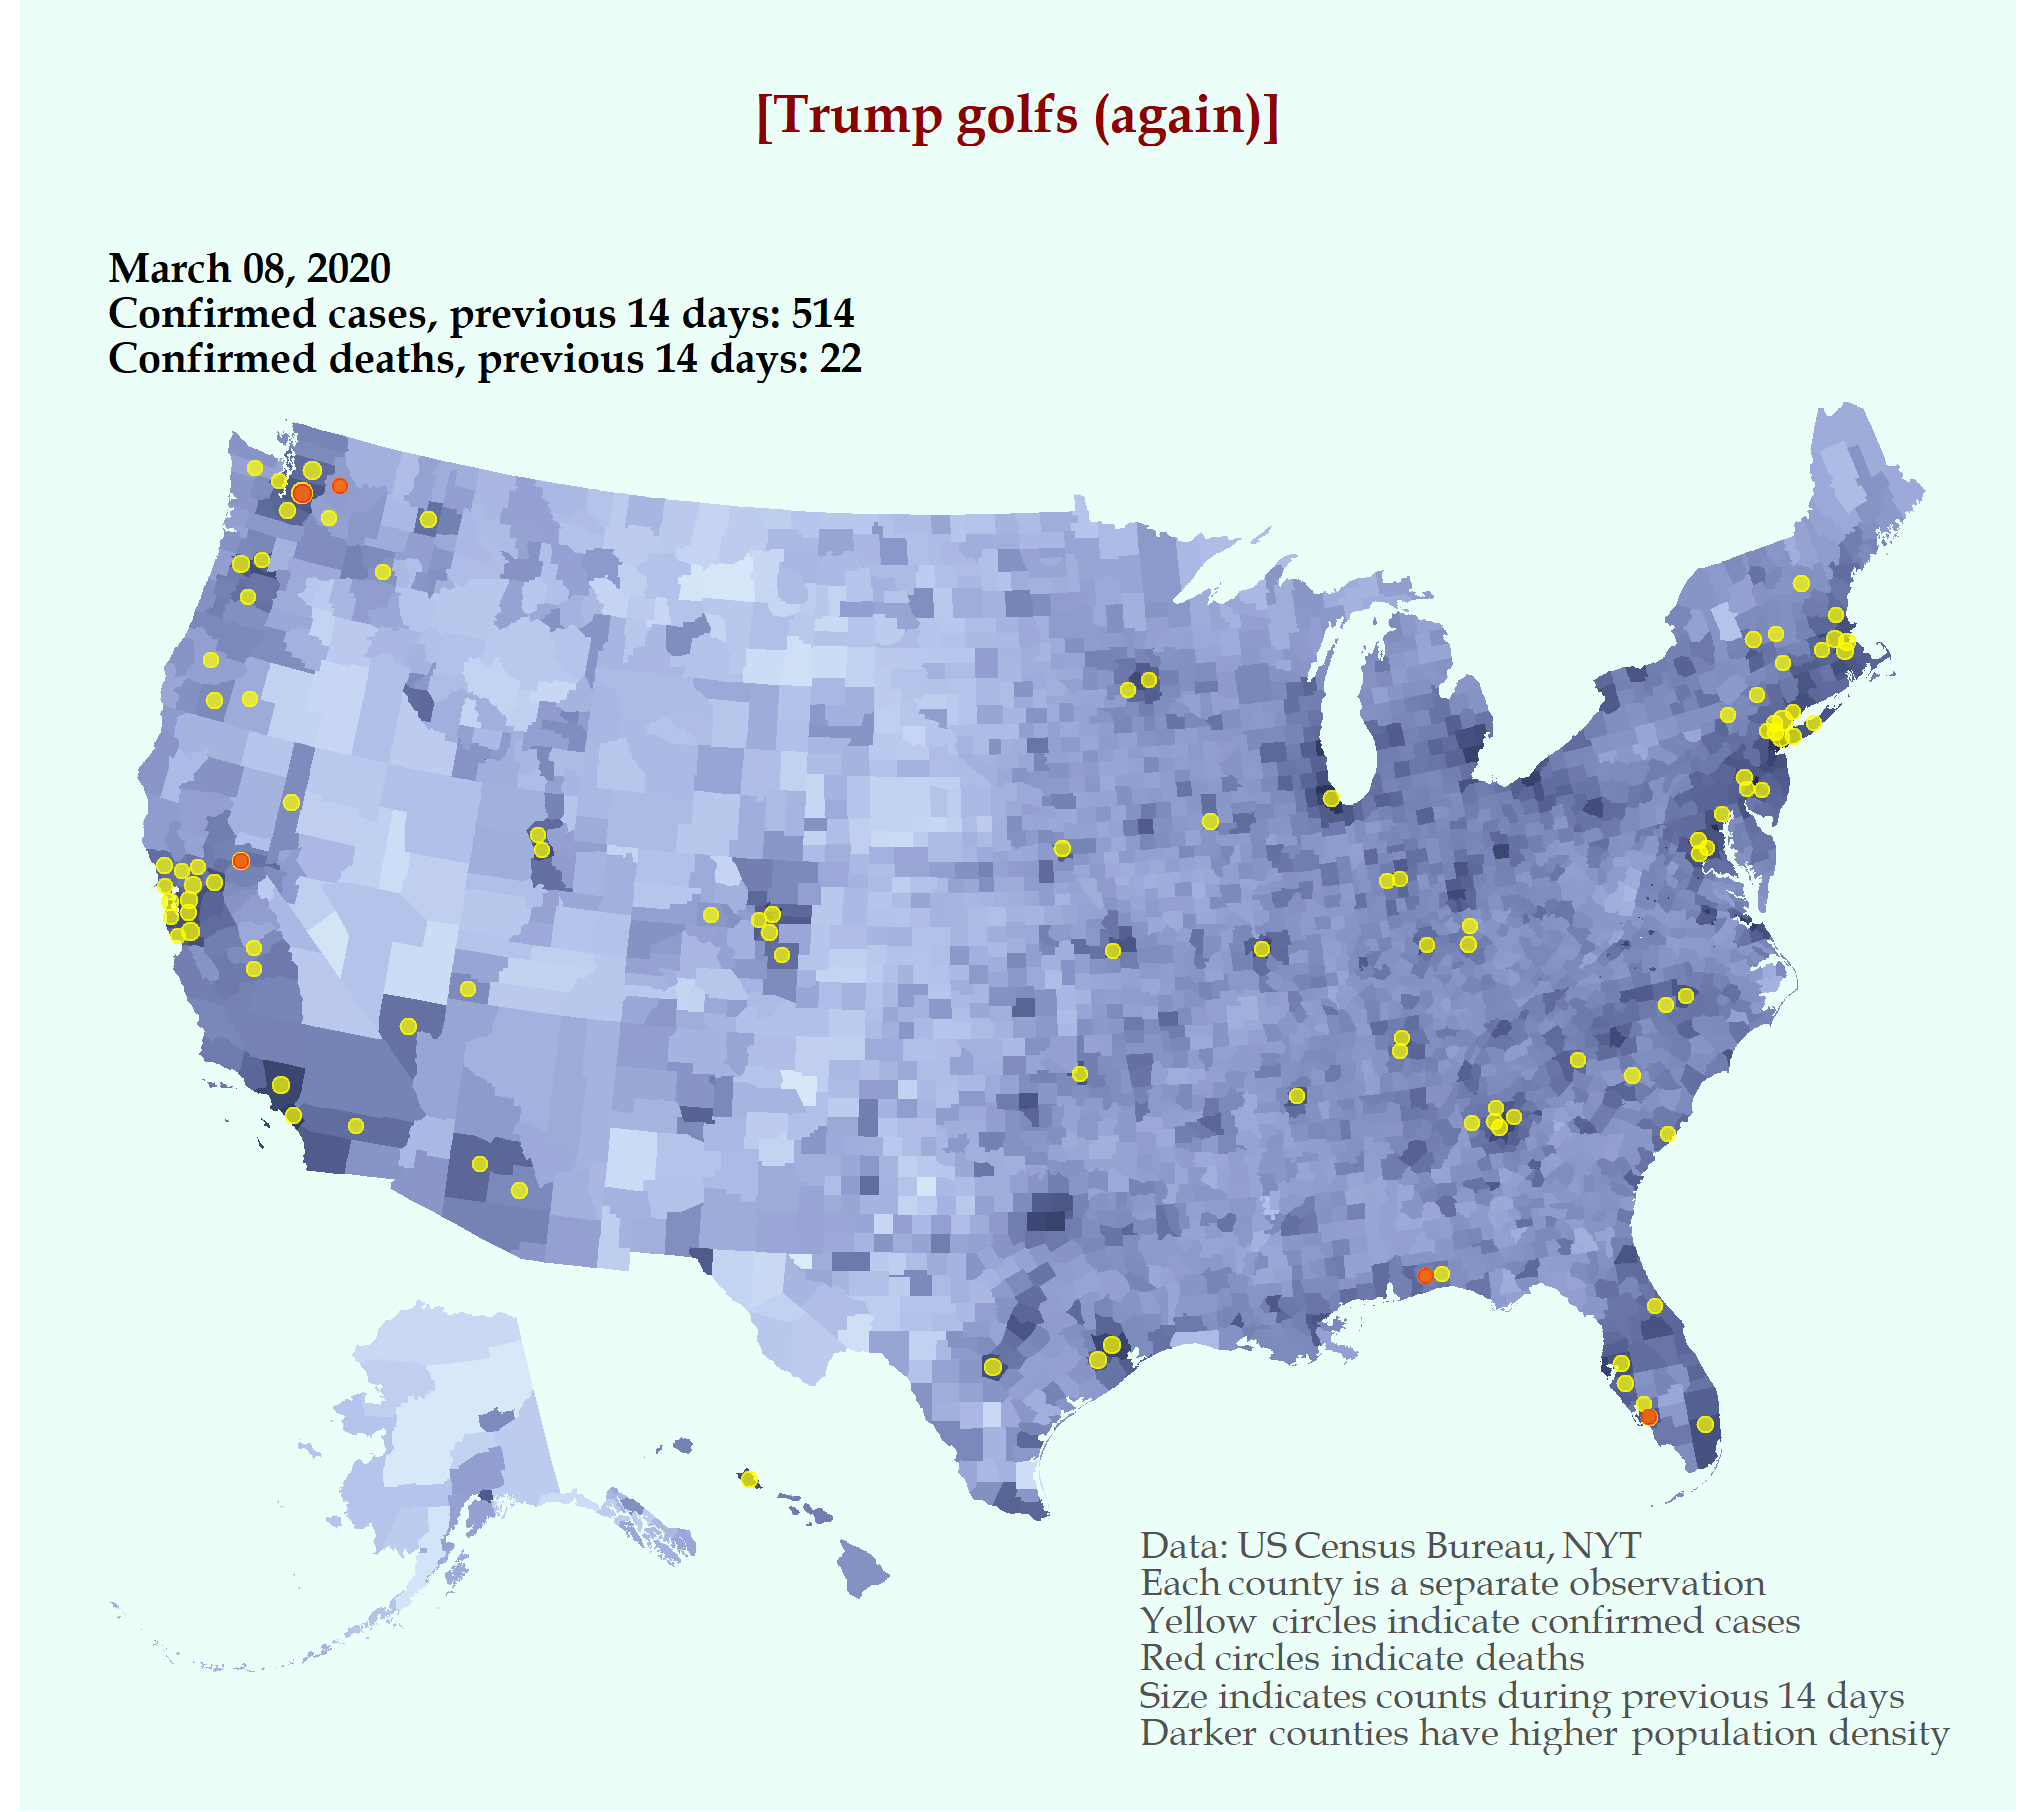 [Trump golfs (again)]
March 08, 2020
Confirmed cases, previous 14 days: 514
Confirmed deaths, previous 14 days: 22
Data: US Census Bureau, NYT
Each county is a separate observation
Yellow circles indicate confirmed cases
Red circles indicate deaths
Size indicates counts during previous 14 days
Darker counties have higher population density